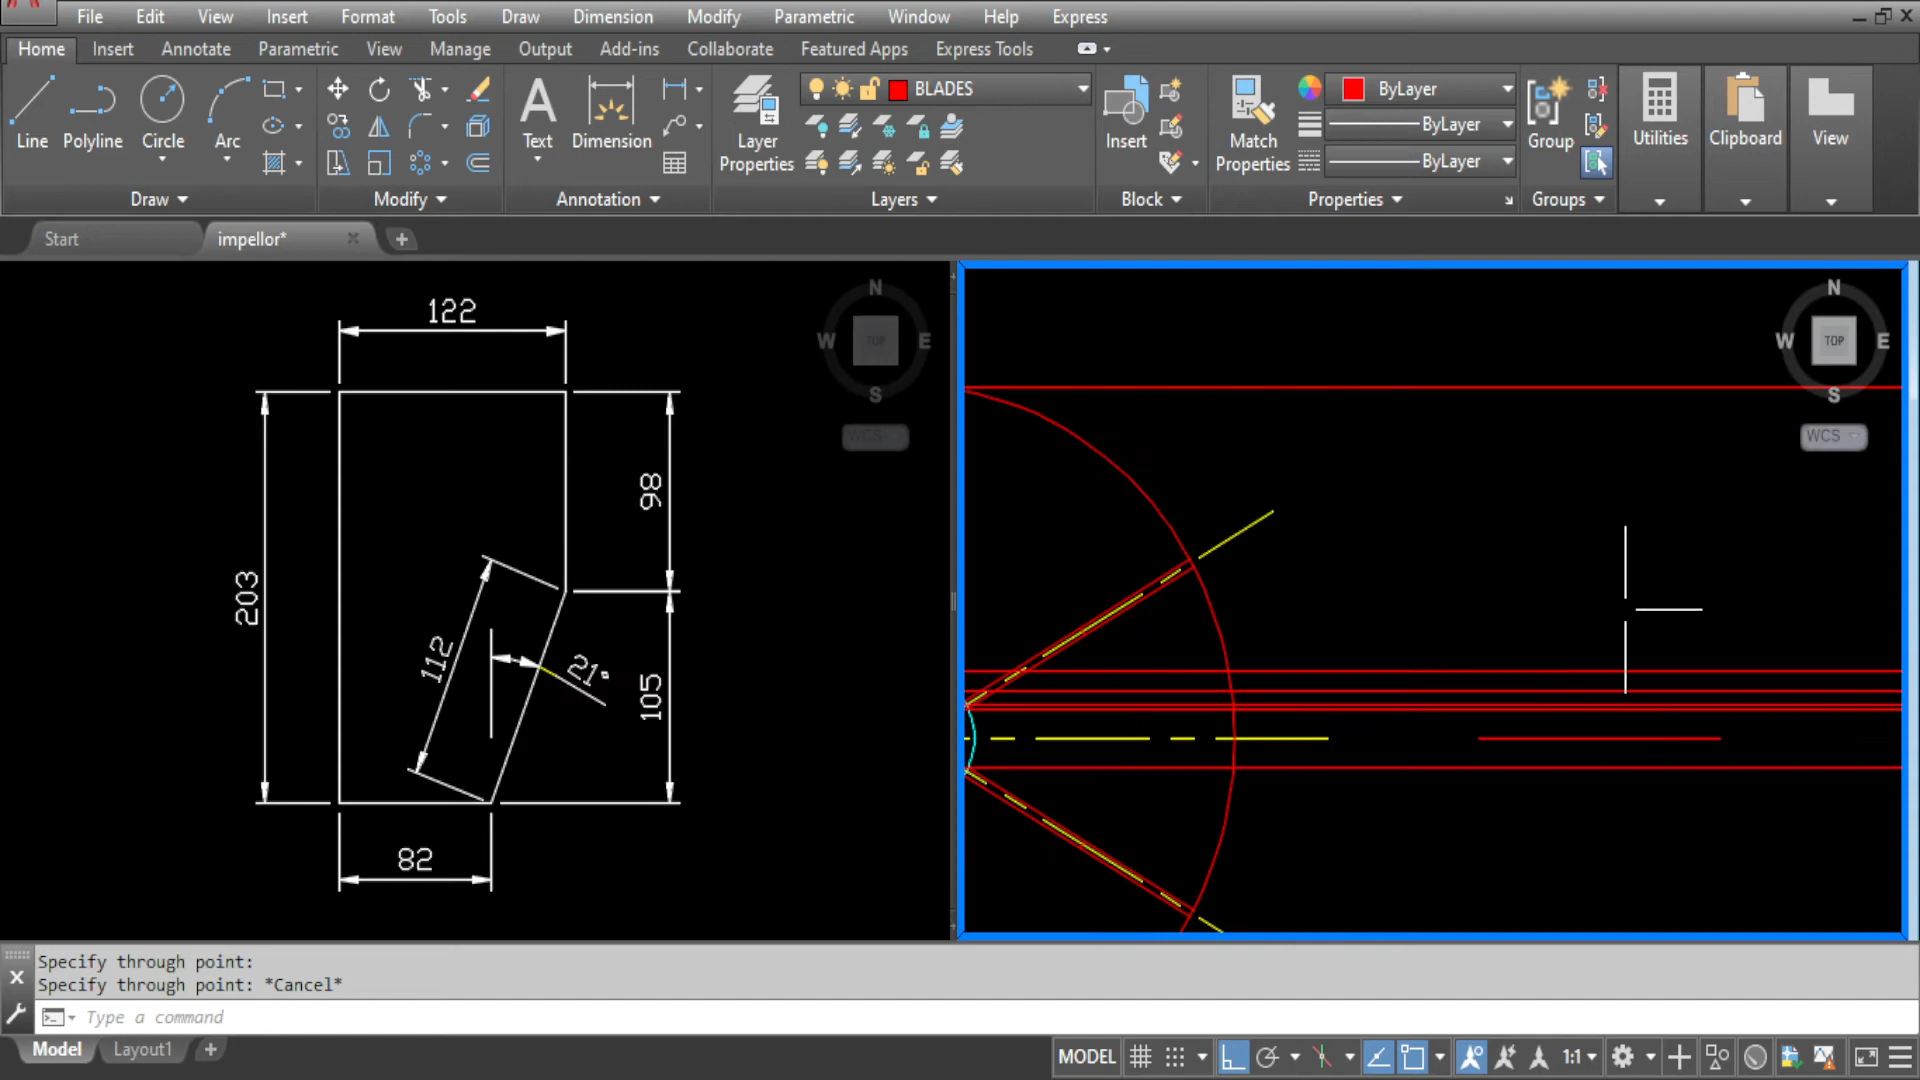 File Edit View Insert Format Tools Draw Dimension Modify Parametric Window Help Express
Home Insert Annotate Parametric View Manage Output Add-ins Collaborate Featured Apps Express Tools
BLADES
ByLayer
ByLayer
ByLayer
Line Polyline Circle Arc
Text Dimension
Layer Properties
Insert
Match Properties
Group
Utilities Clipboard View
Draw Modify Annotation Layers Block Properties Groups
Start impellor*
122
N
W TOP E
S
WCS
N
W TOP E
S
WCS
98
203
112
21°
105
82
Specify through point:
Specify through point: *Cancel*
Type a command
Model Layout1
MODEL 1:1